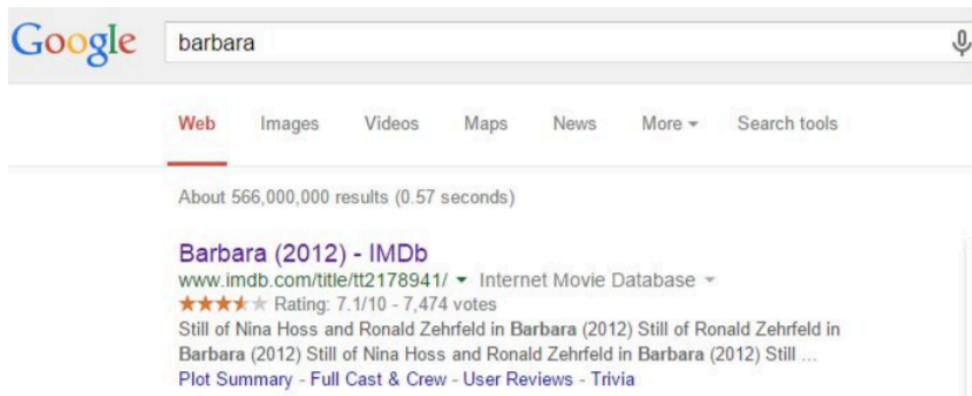 Google barbara
Web Images Videos Maps News More Search tools
About 566,000,000 results (0.57 seconds)
Barbara (2012) - IMDb
www.imdb.com/title/tt2178941/ Internet Movie Database
Rating: 7.1/10 - 7,474 votes
Still of Nina Hoss and Ronald Zehrfeld in Barbara (2012) Still of Ronald Zehrfeld in
Barbara (2012) Still of Nina Hoss and Ronald Zehrfeld in Barbara (2012) Still ...
Plot Summary - Full Cast & Crew - User Reviews - Trivia